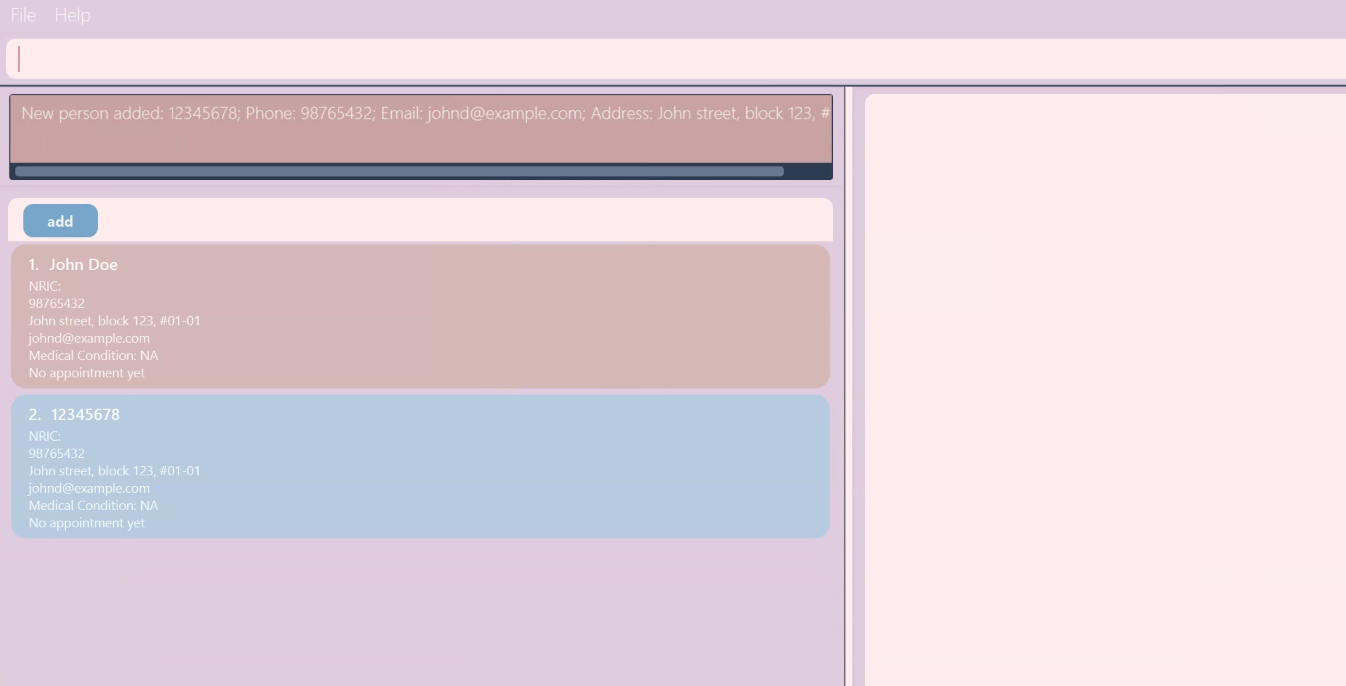 File Help
New person added: 12345678; Phone: 98765432; Email: johnd@example.com; Address: John street, block 123, #
add
1. John Doe
NRIC:
98765432
John street, block 123, #01-01
johnd@example.com
Medical Condition: NA
No appointment yet
2. 12345678
NRIC:
98765432
John street, block 123, #01-01
johnd@example.com
Medical Condition: NA
No appointment yet